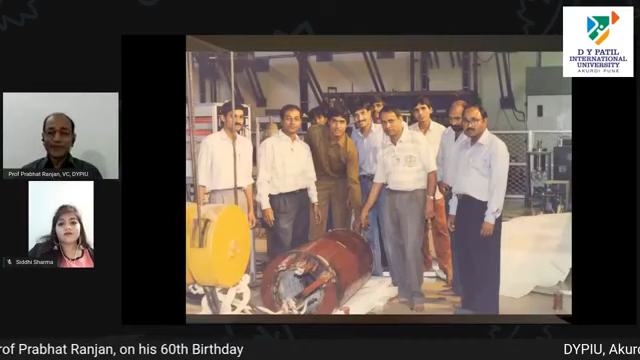 D Y PATIL
INTERNATIONAL
UNIVERSITY
AKURDI PUNE
Prof Prabhat Ranjan, VC, DYPIU
Siddhi Sharma
rof Prabhat Ranjan, on his 60th Birthday
DYPIU, Akurd